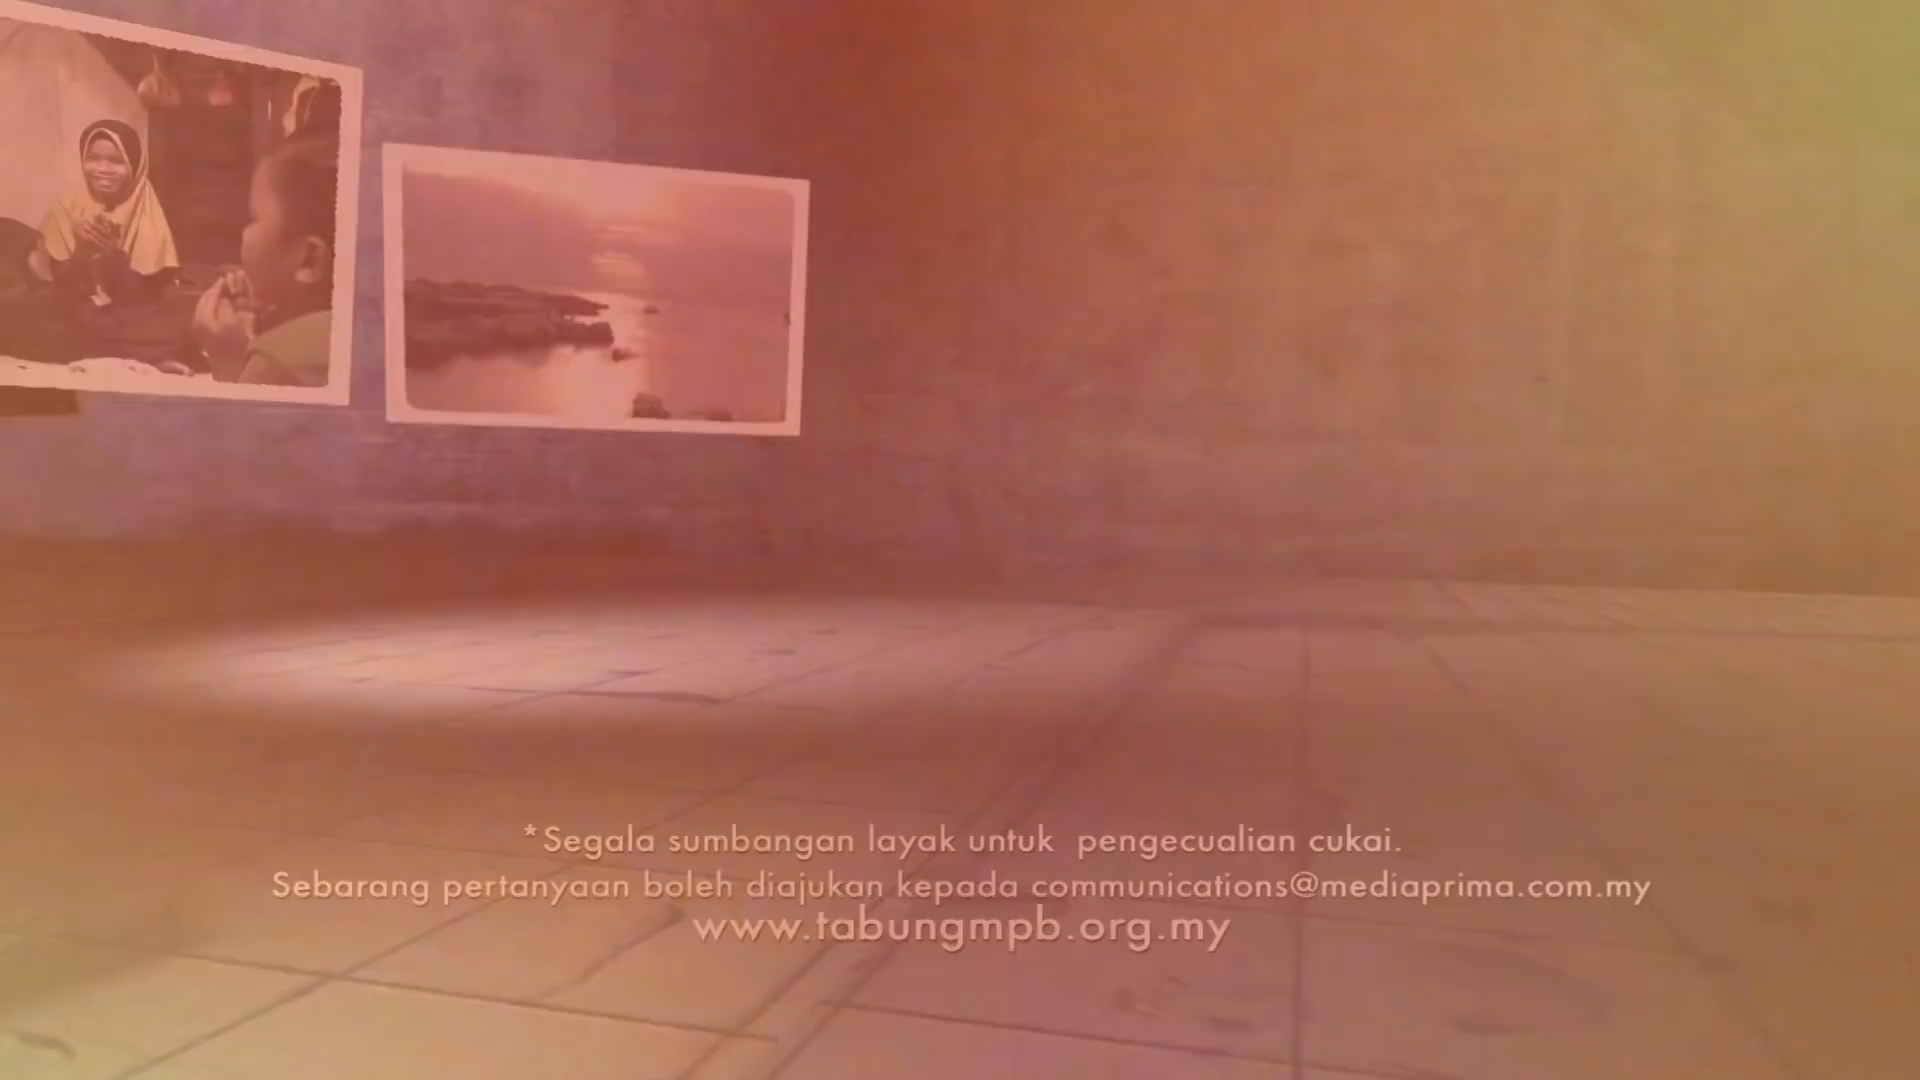 *Segala sumbangan layak untuk pengecualian cukai.
Sebarang pertanyaan boleh diajukan kepada communications@mediaprima.com.my
www.tabungmpb.org.my